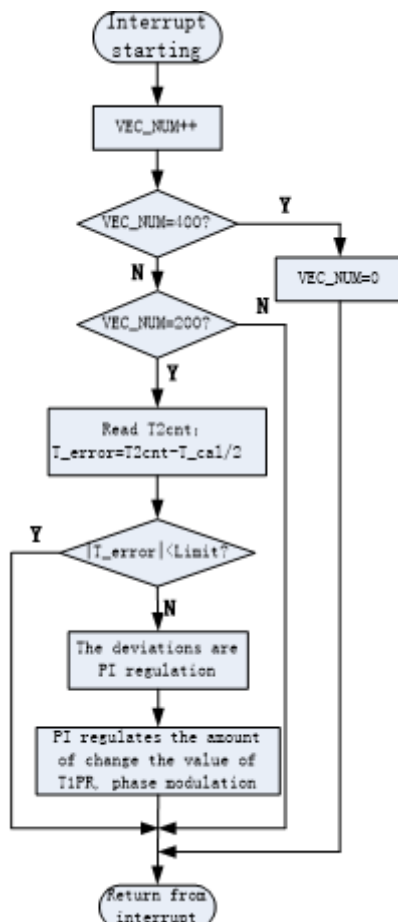 Interrupt
starting
VEC_NUM++
VEC_NUM=400?
Y
N
VEC_NUM=0
VEC_NUM=200?
N
Y
Read T2cnt;
T_error=T2cnt-T_cal/2
Y
|T_error|<Limit?
N
The deviations are
PI regulation
PI regulates the amount
of change the value of
T1PR, phase modulation
Return from
interrupt